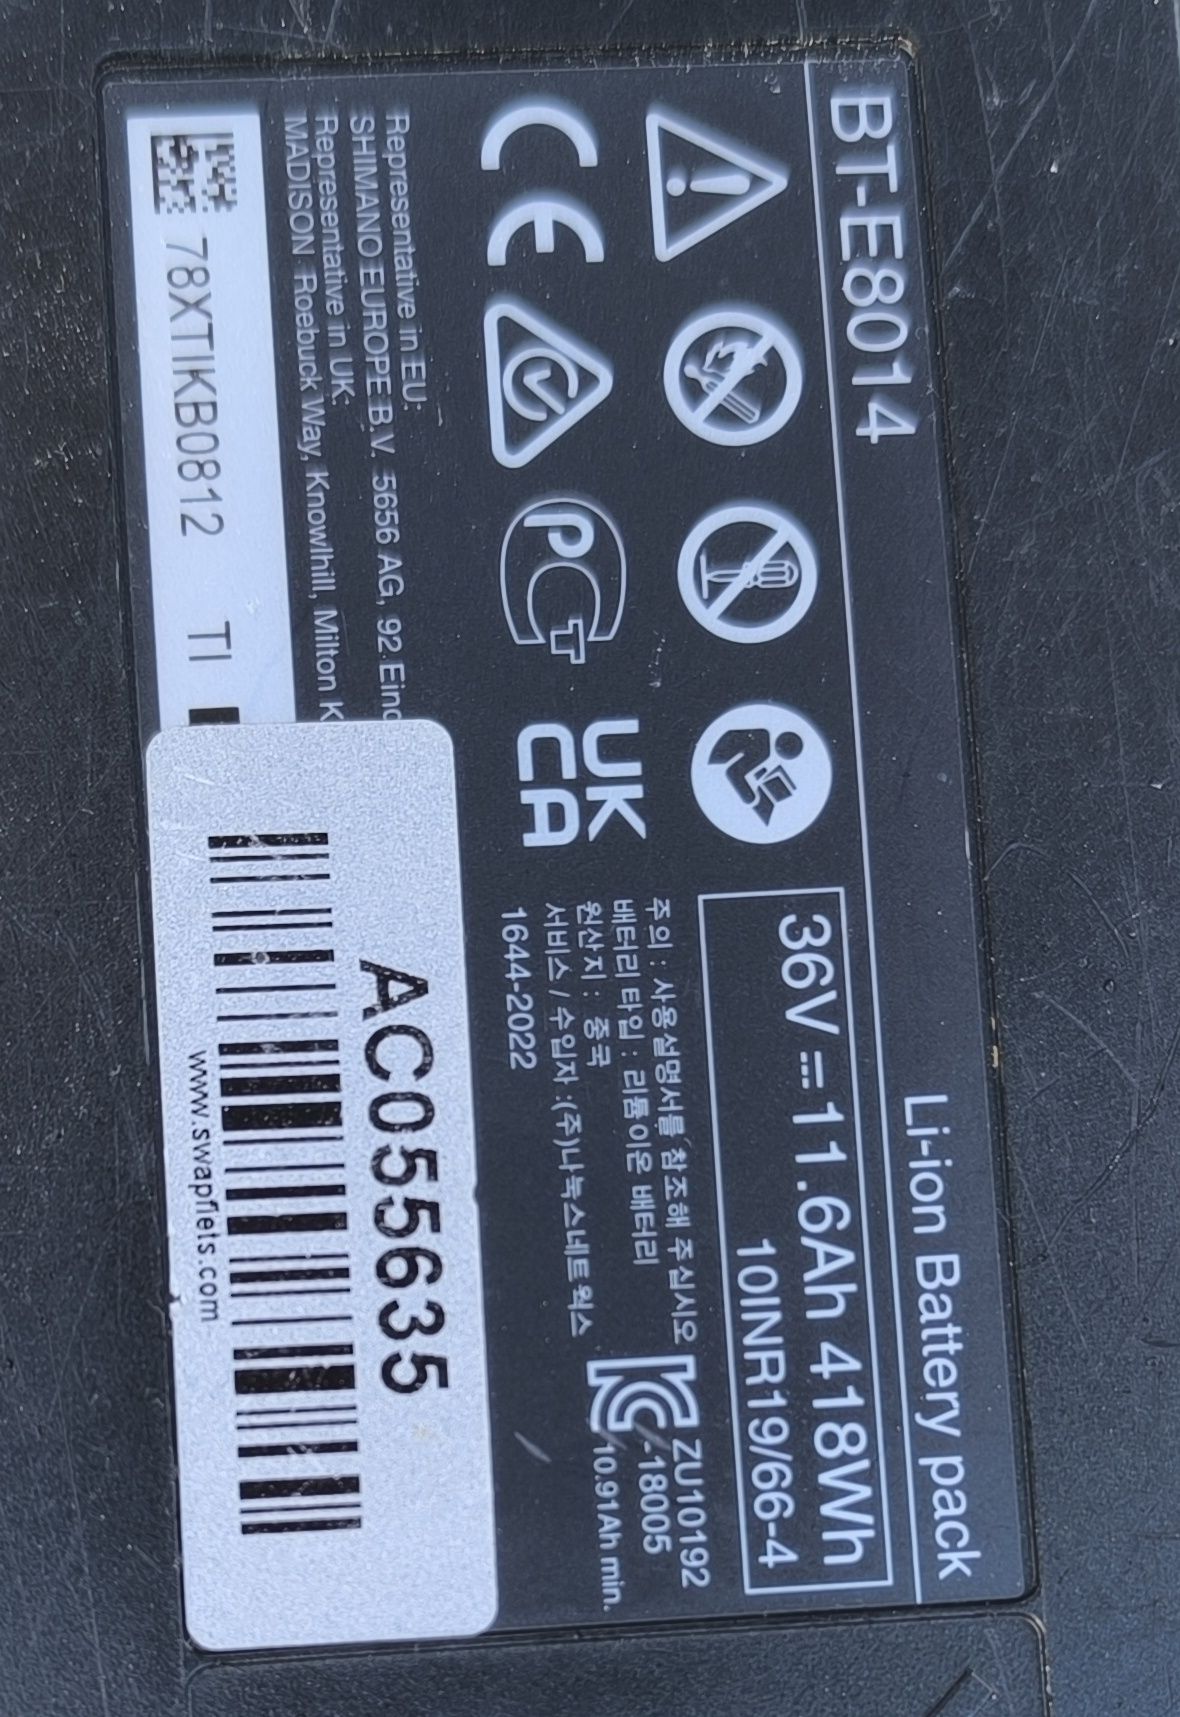 BT-E8014
Li-ion Battery pack
36V ⎓ 11.6Ah 418Wh
10INR19/66-4
주의 : 사용설명서를 참조해 주십시오
배터리 타입 : 리튬이온 배터리
원산지 : 중국
서비스 / 수입자 :(주)나눅스네트웍스
1644-2022
ZU10192
-18005
10.91Ah min.
CE
PCT
UK
CA
Representative in EU:
SHIMANO EUROPE B.V. 5656 AG, 92 Eind
Representative in UK:
MADISON Roebuck Way, Knowlhill, Milton K
78XTIKB0812 TI
AC055635
www.swapfiets.com